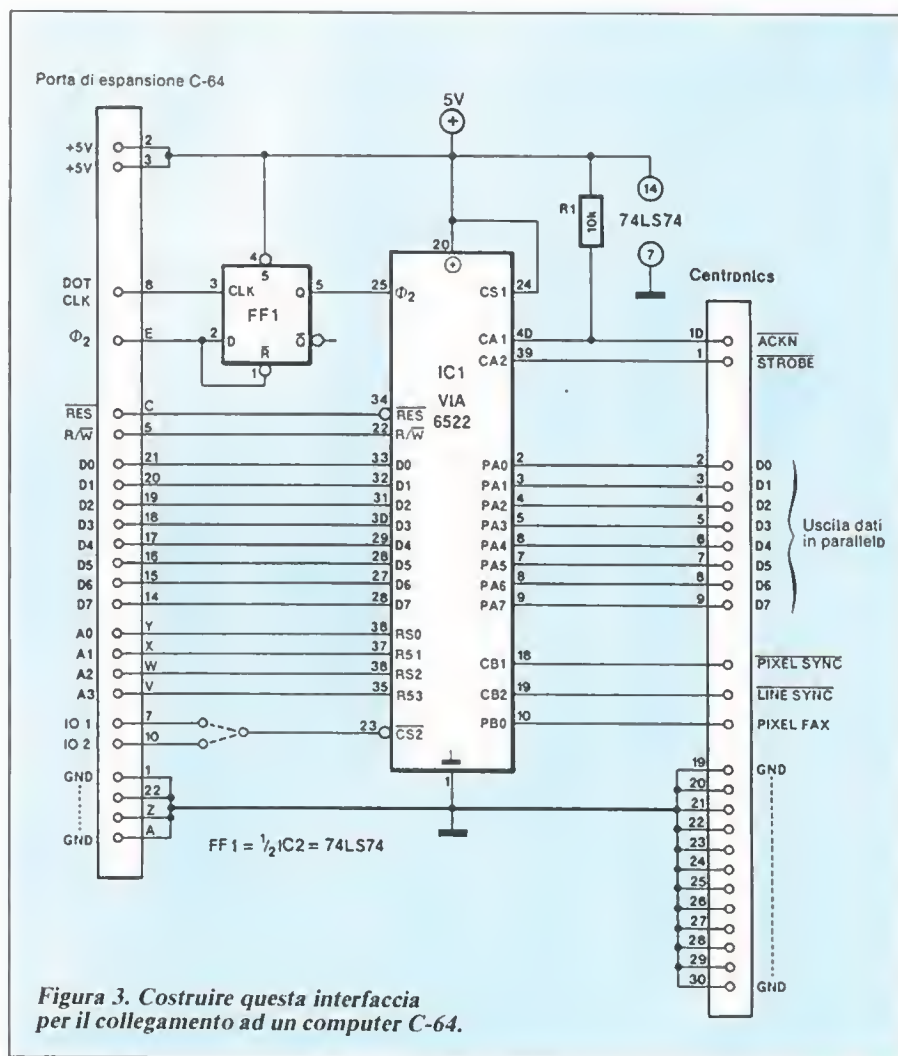 Porta di espansione C-64
5V
+5V 2
+5V 3
4
5
14
74LS74
7
R1
10k
20
CS1 24
Centronics
DOT
CLK 8
3 CLK Q 5
25 Φ2
FF1
Φ2 E
2 D
R
1
Q
IC1
VIA
6522
CA1 4D
1D ACKN
CA2 39
1 STROBE
RES C
34 RES
R/W 5
22 R/W
D0 21 33 D0 PA0 2 2 D0
D1 20 32 D1 PA1 3 3 D1
D2 19 31 D2 PA2 4 4 D2
D3 18 3D D3 PA3 5 5 D3
D4 17 29 D4 PA4 6 6 D4
D5 16 28 D5 PA5 7 7 D5
D6 15 27 D6 PA6 8 8 D6
D7 14 28 D7 PA7 9 9 D7
Uscita dati
in parallelD
A0 Y 38 RS0
A1 X 37 R51
A2 W 38 RS2
A3 V 35 R53
CB1 18 PIXEL SYNC
CB2 19 LINE SYNC
PB0 10 PIXEL FAX
IO 1 7
IO 2 10
23 CS2
GND 1
22
Z
GND A
1
1
FF1 = 1/2 IC2 = 74LS74
19 GND
20
21
22
23
24
25
26
27
28
29
30 GND
Figura 3. Costruire questa interfaccia
per il collegamento ad un computer C-64.